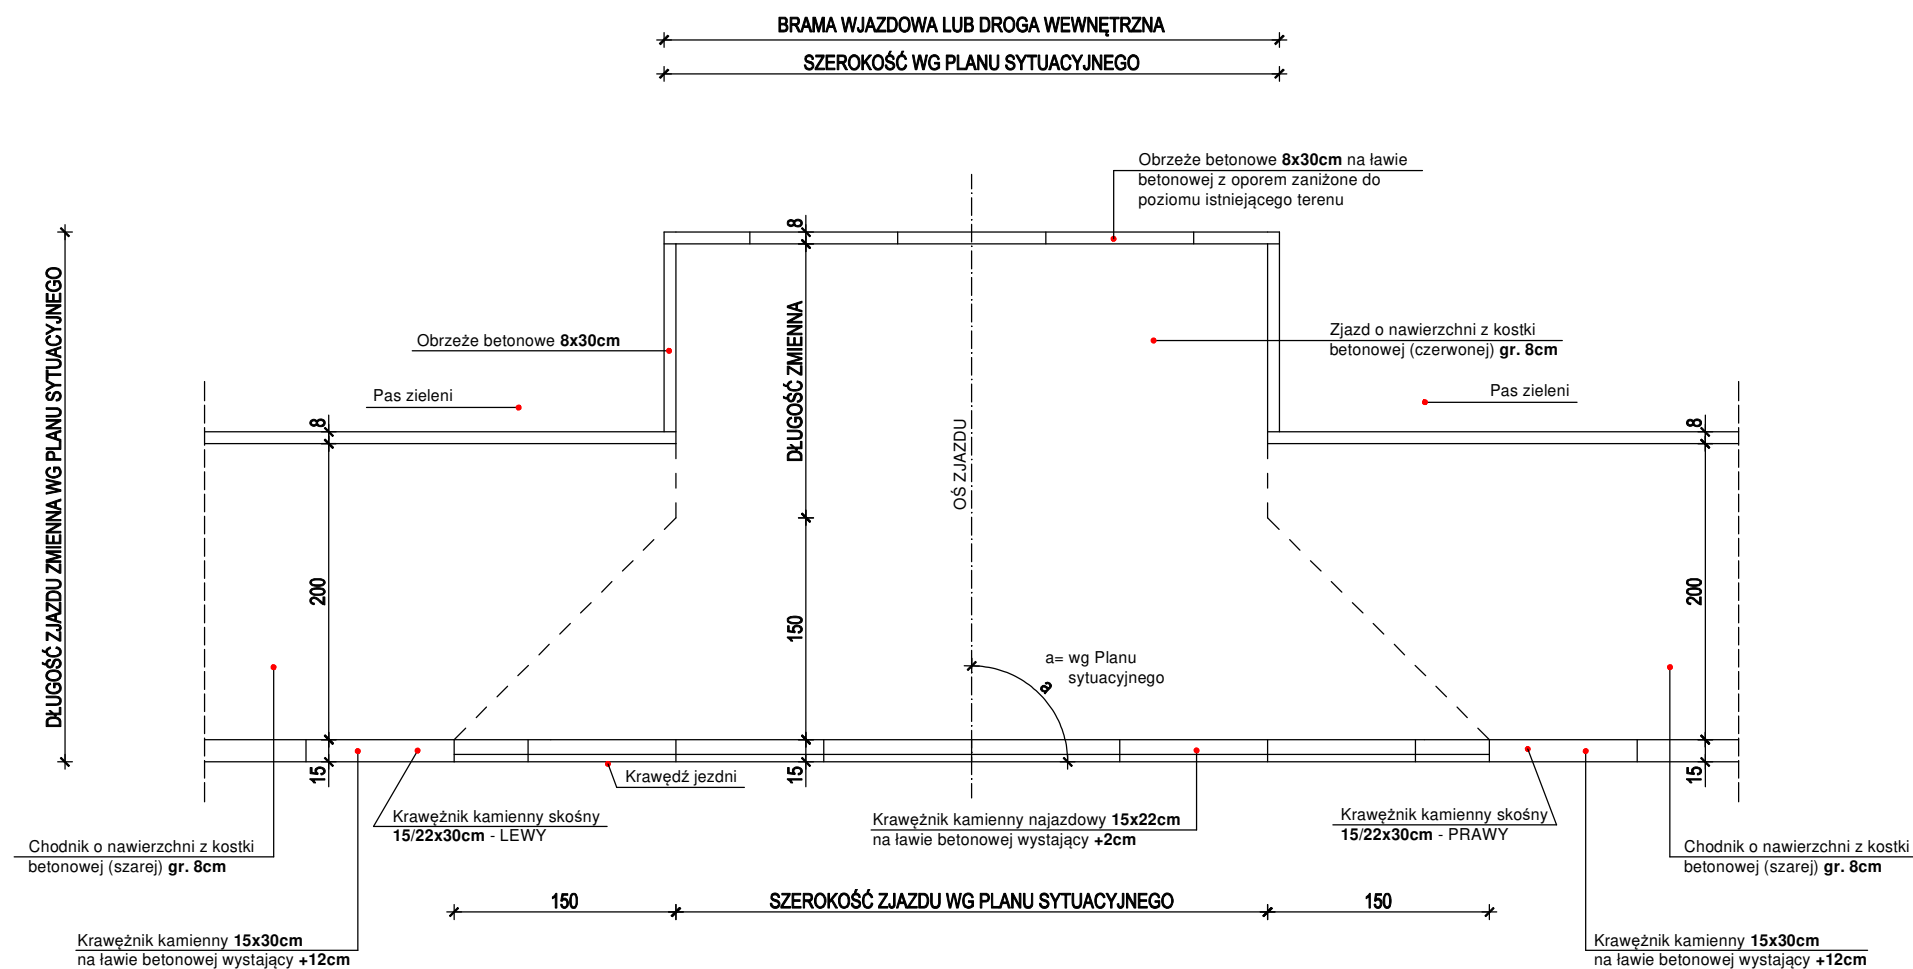 BRAMA WJAZDOWA LUB DROGA WEWNĘTRZNA
SZEROKOŚĆ WG PLANU SYTUACYJNEGO
Obrzeże betonowe 8x30cm na ławie
betonowej z oporem zaniżone do
poziomu istniejącego terenu
8
DŁUGOŚĆ ZJAZDU ZMIENNA WG PLANU SYTUACYJNEGO
Obrzeże betonowe 8x30cm
DŁUGOŚĆ ZMIENNA
Zjazd o nawierzchni z kostki
betonowej (czerwonej) gr. 8cm
Pas zieleni
Pas zieleni
8
8
OŚ ZJAZDU
200
150
200
a= wg Planu
sytuacyjnego
a
15
15
15
Krawędź jezdni
Krawężnik kamienny skośny
15/22x30cm - LEWY
Krawężnik kamienny najazdowy 15x22cm
na ławie betonowej wystający +2cm
Krawężnik kamienny skośny
15/22x30cm - PRAWY
Chodnik o nawierzchni z kostki
betonowej (szarej) gr. 8cm
Chodnik o nawierzchni z kostki
betonowej (szarej) gr. 8cm
150
SZEROKOŚĆ ZJAZDU WG PLANU SYTUACYJNEGO
150
Krawężnik kamienny 15x30cm
na ławie betonowej wystający +12cm
Krawężnik kamienny 15x30cm
na ławie betonowej wystający +12cm